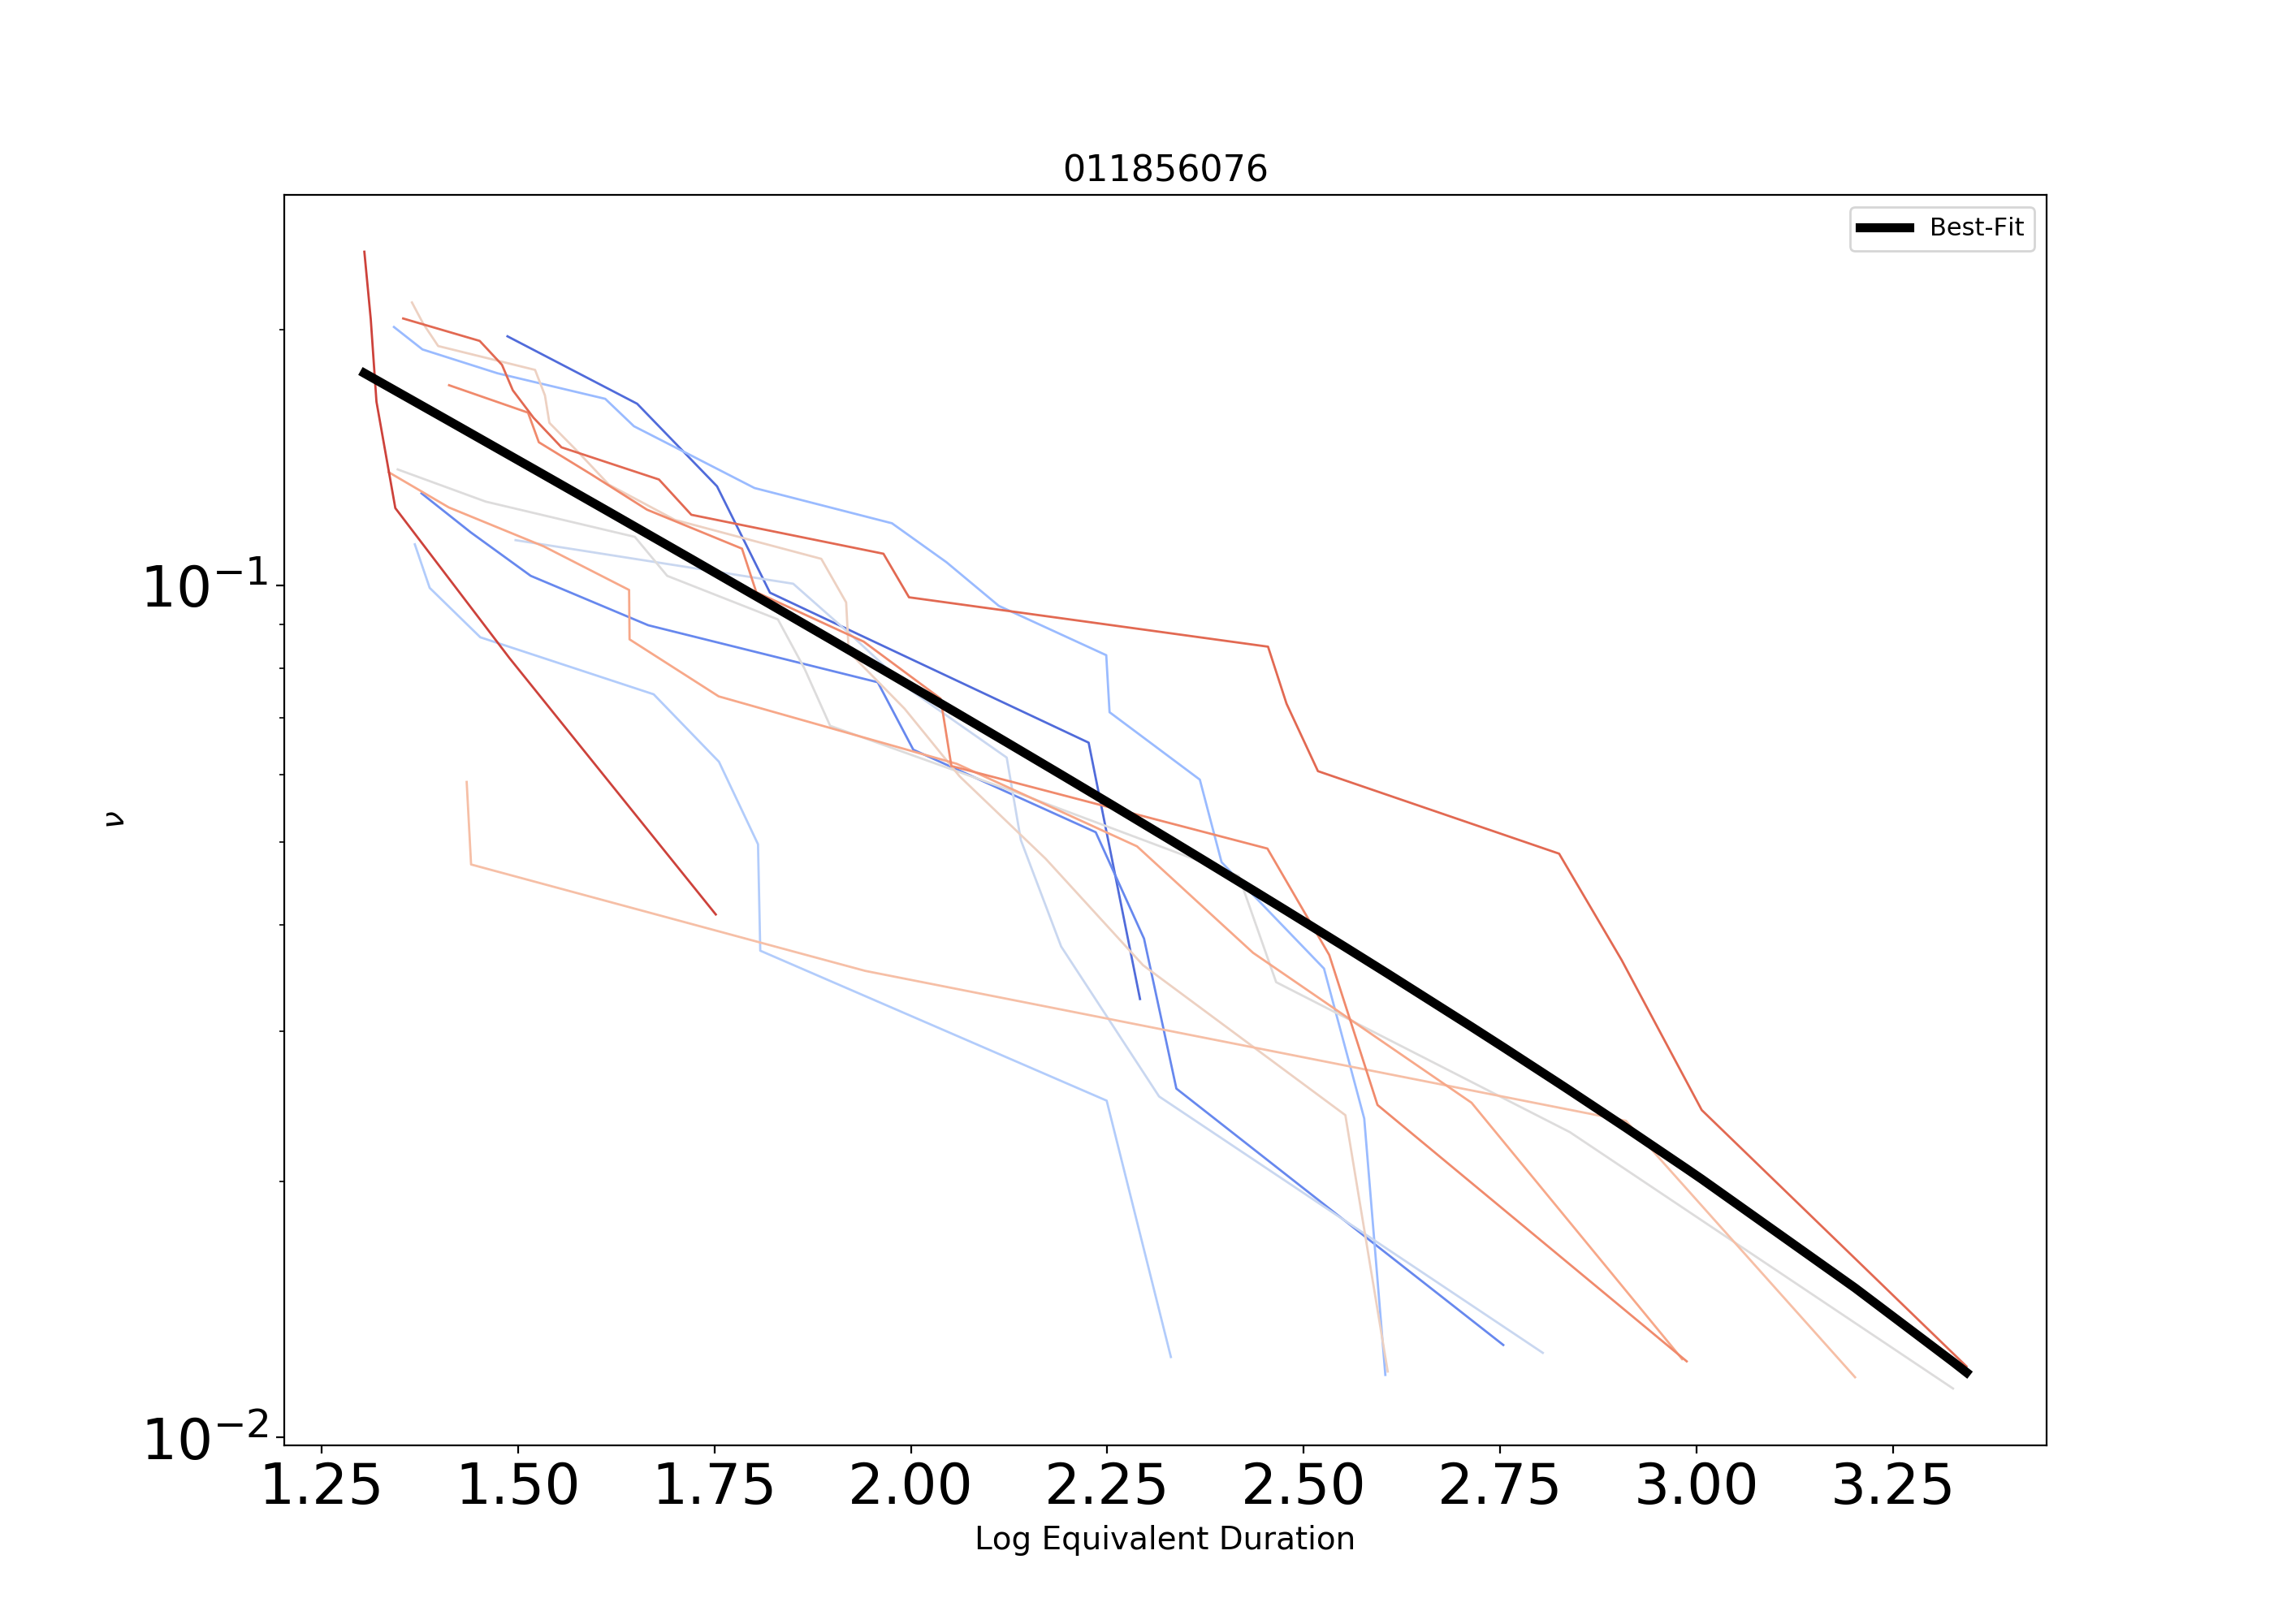 011856076
Best-Fit
10⁻¹
ν
10⁻²
1.25 1.50 1.75 2.00 2.25 2.50 2.75 3.00 3.25
Log Equivalent Duration